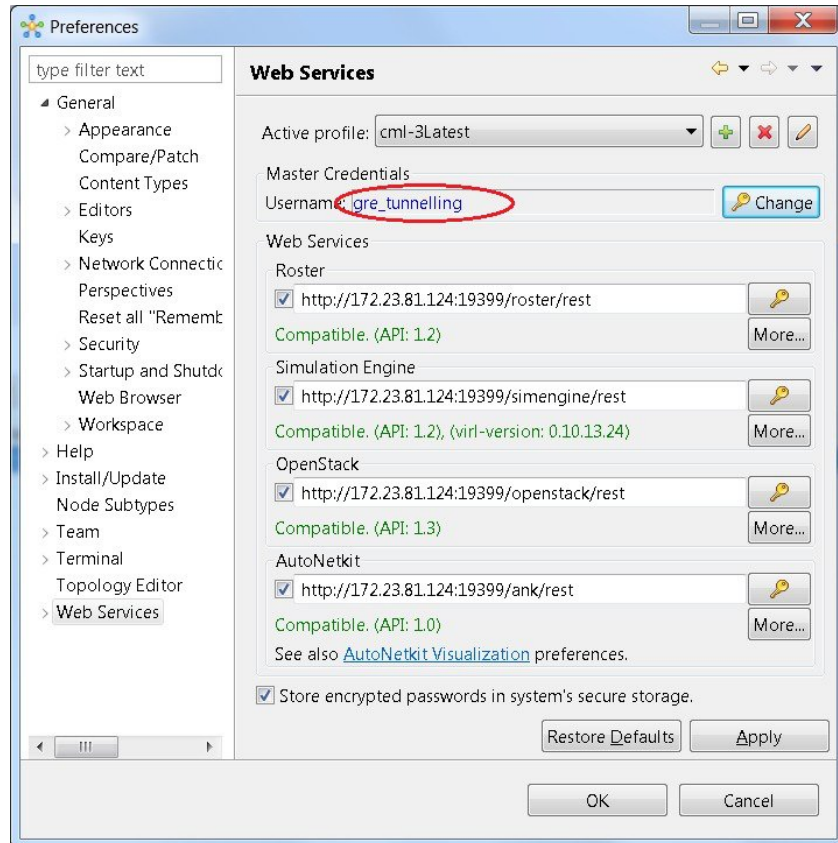 Preferences
type filter text
General
Appearance
Compare/Patch
Content Types
Editors
Keys
Network Connectic
Perspectives
Reset all "Rememb
Security
Startup and Shutdc
Web Browser
Workspace
Help
Install/Update
Node Subtypes
Team
Terminal
Topology Editor
Web Services
Web Services
Active profile: cml-3Latest
Master Credentials
Username: gre_tunnelling
Change
Web Services
Roster
http://172.23.81.124:19399/roster/rest
Compatible. (API: 1.2)
More...
Simulation Engine
http://172.23.81.124:19399/simengine/rest
Compatible. (API: 1.2), (virl-version: 0.10.13.24)
More...
OpenStack
http://172.23.81.124:19399/openstack/rest
Compatible. (API: 1.3)
More...
AutoNetkit
http://172.23.81.124:19399/ank/rest
Compatible. (API: 1.0)
More...
See also AutoNetkit Visualization preferences.
Store encrypted passwords in system's secure storage.
Restore Defaults
Apply
OK
Cancel